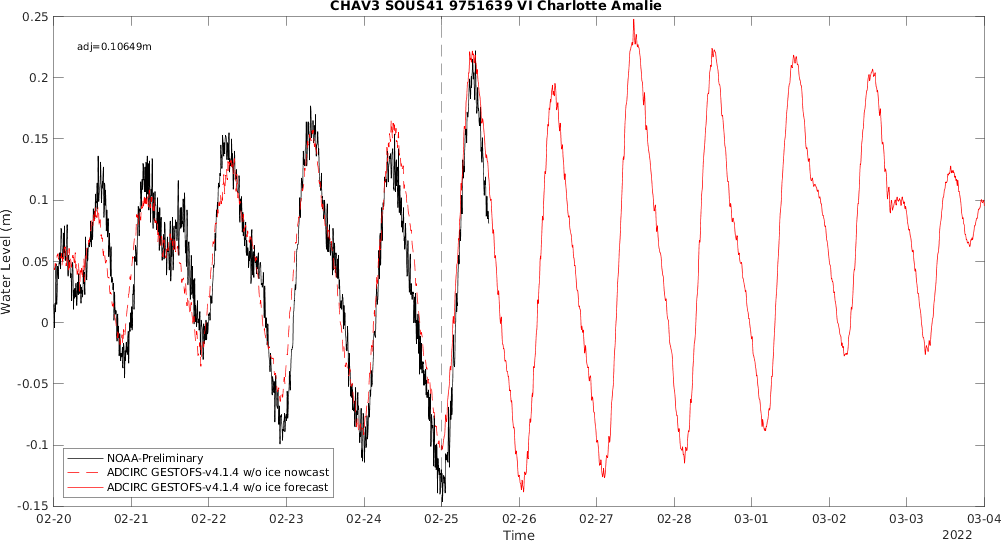 CHAV3 SOUS41 9751639 VI Charlotte Amalie
adj=0.10649m
0.25
0.2
0.15
0.1
0.05
0
-0.05
-0.1
-0.15
Water Level (m)
NOAA-Preliminary
ADCIRC GESTOFS-v4.1.4 w/o ice nowcast
ADCIRC GESTOFS-v4.1.4 w/o ice forecast
02-20 02-21 02-22 02-23 02-24 02-25 02-26 02-27 02-28 03-01 03-02 03-03 03-04
Time
2022